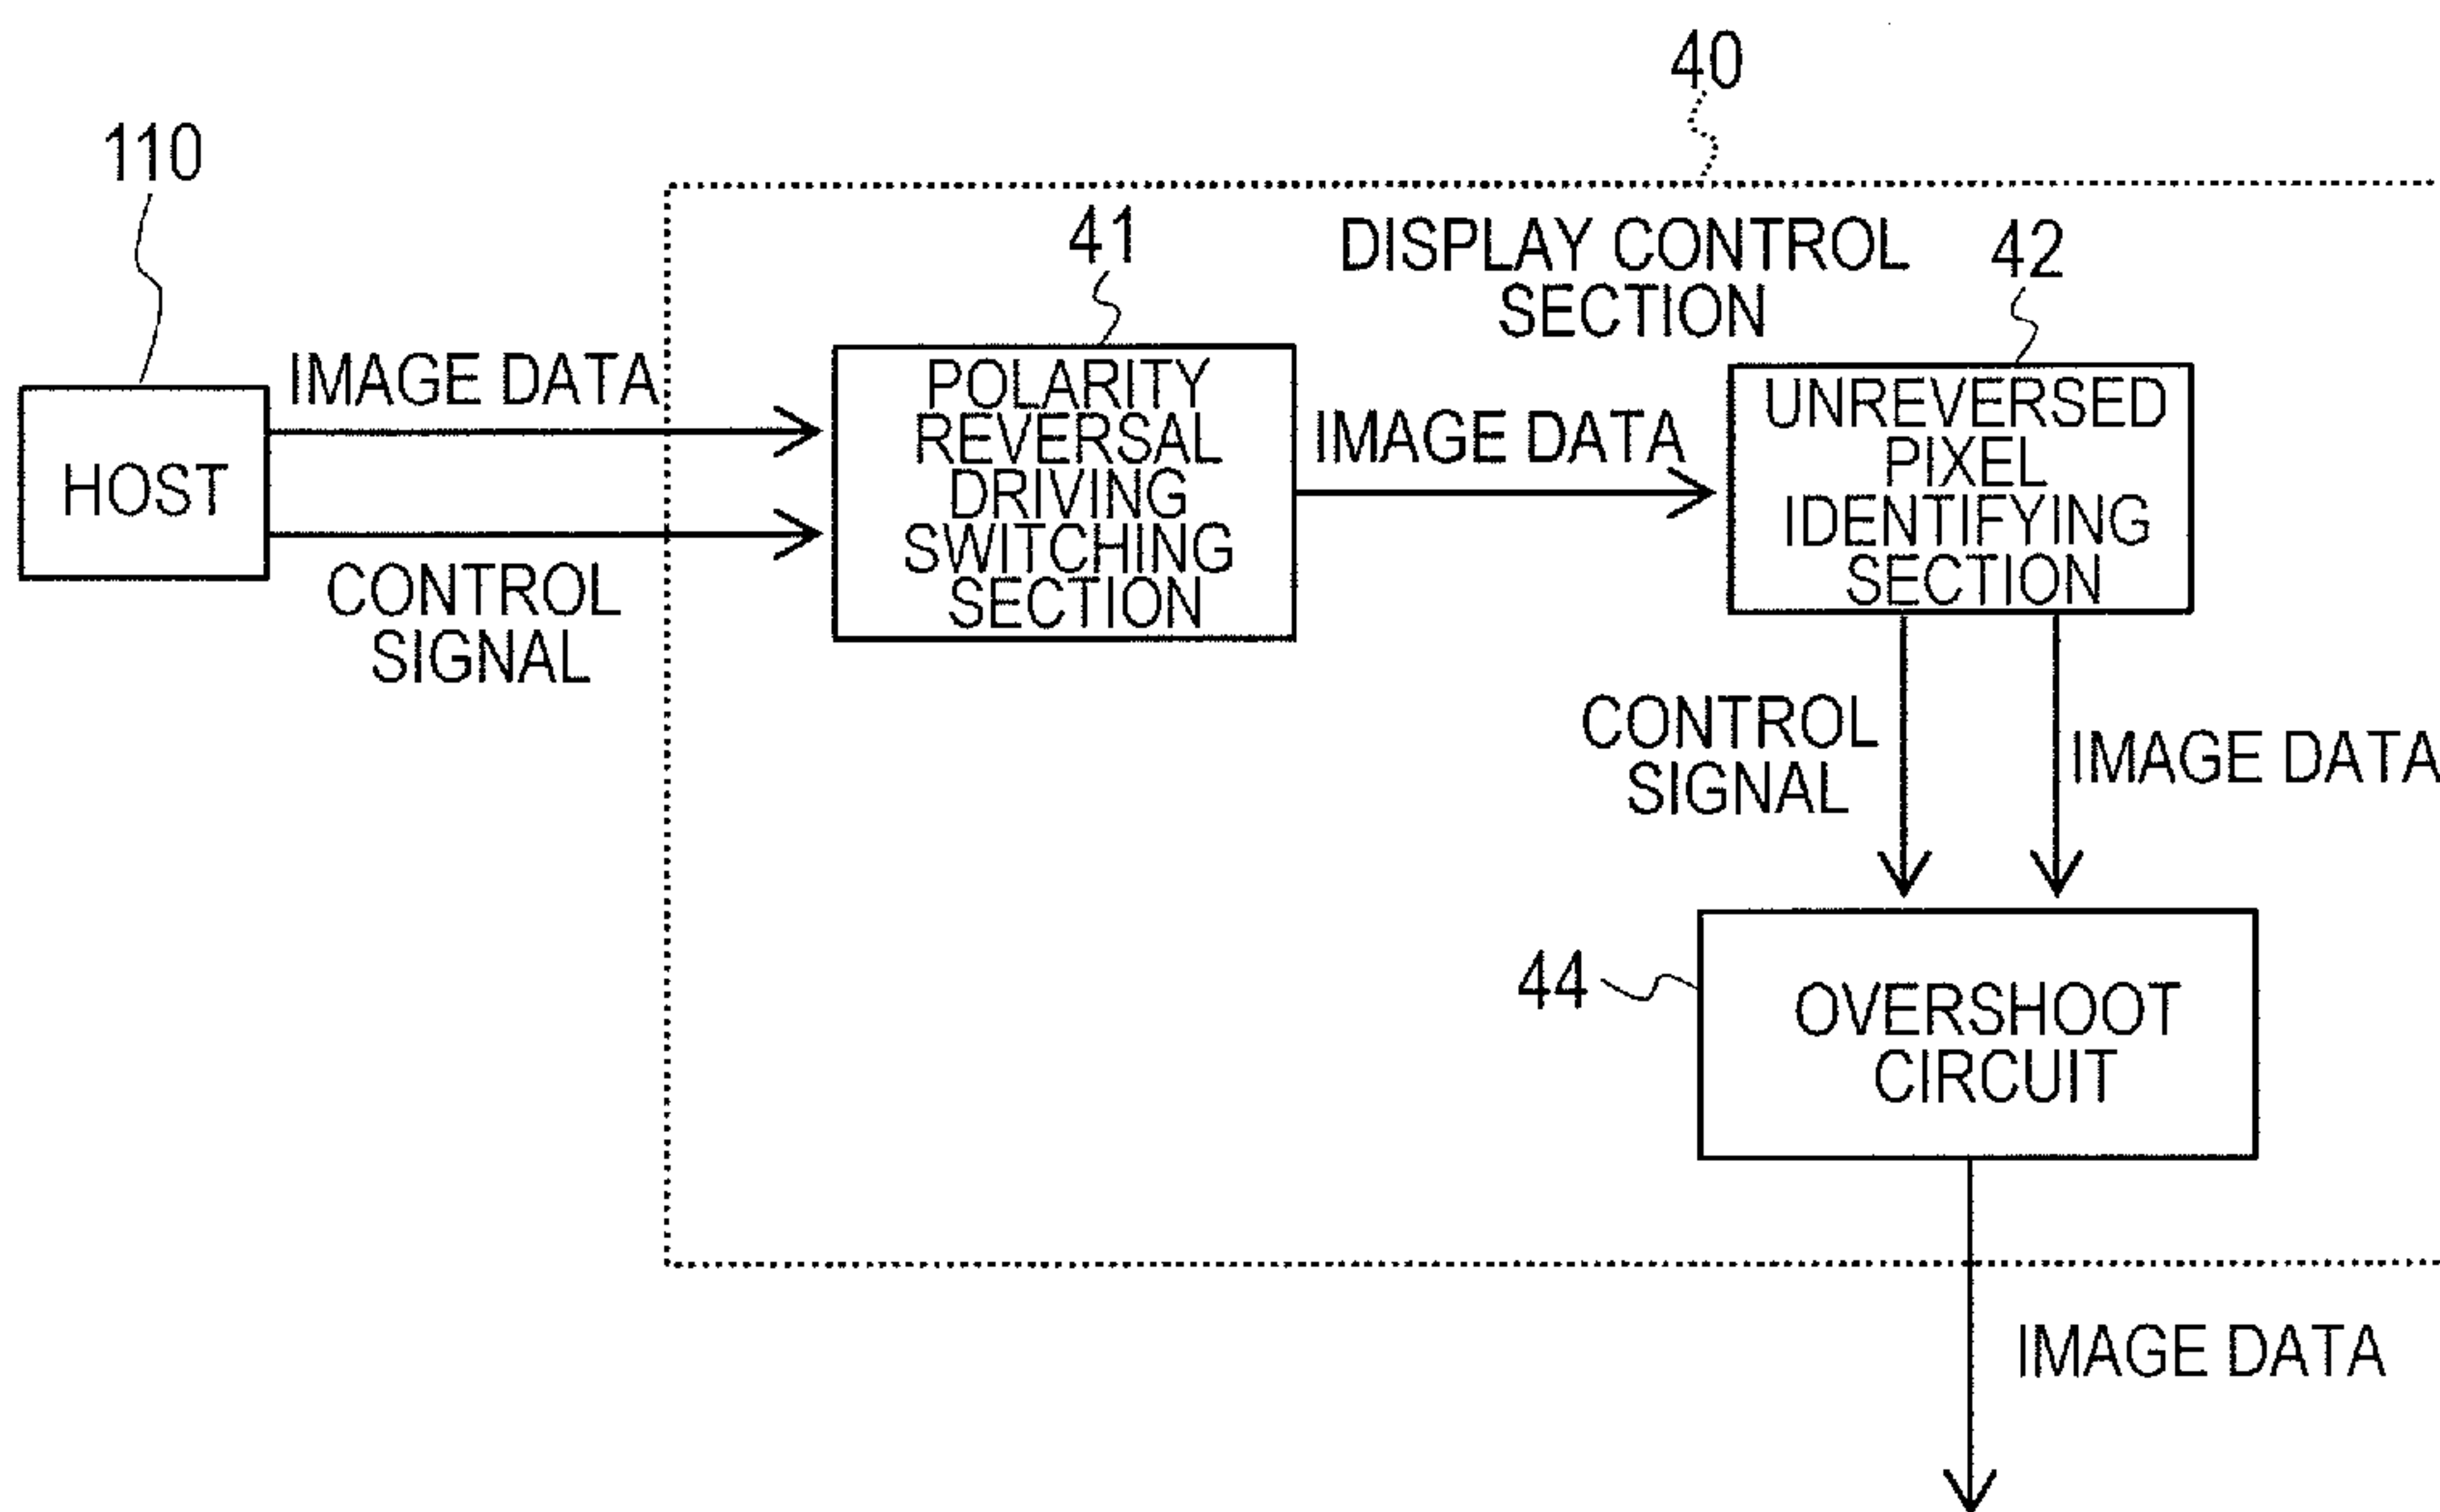 40
110
41
DISPLAY CONTROL
SECTION
42
IMAGE DATA
POLARITY
REVERSAL
DRIVING
SWITCHING
SECTION
IMAGE DATA
UNREVERSED
PIXEL
IDENTIFYING
SECTION
HOST
CONTROL
SIGNAL
CONTROL
SIGNAL
IMAGE DATA
44
OVERSHOOT
CIRCUIT
IMAGE DATA